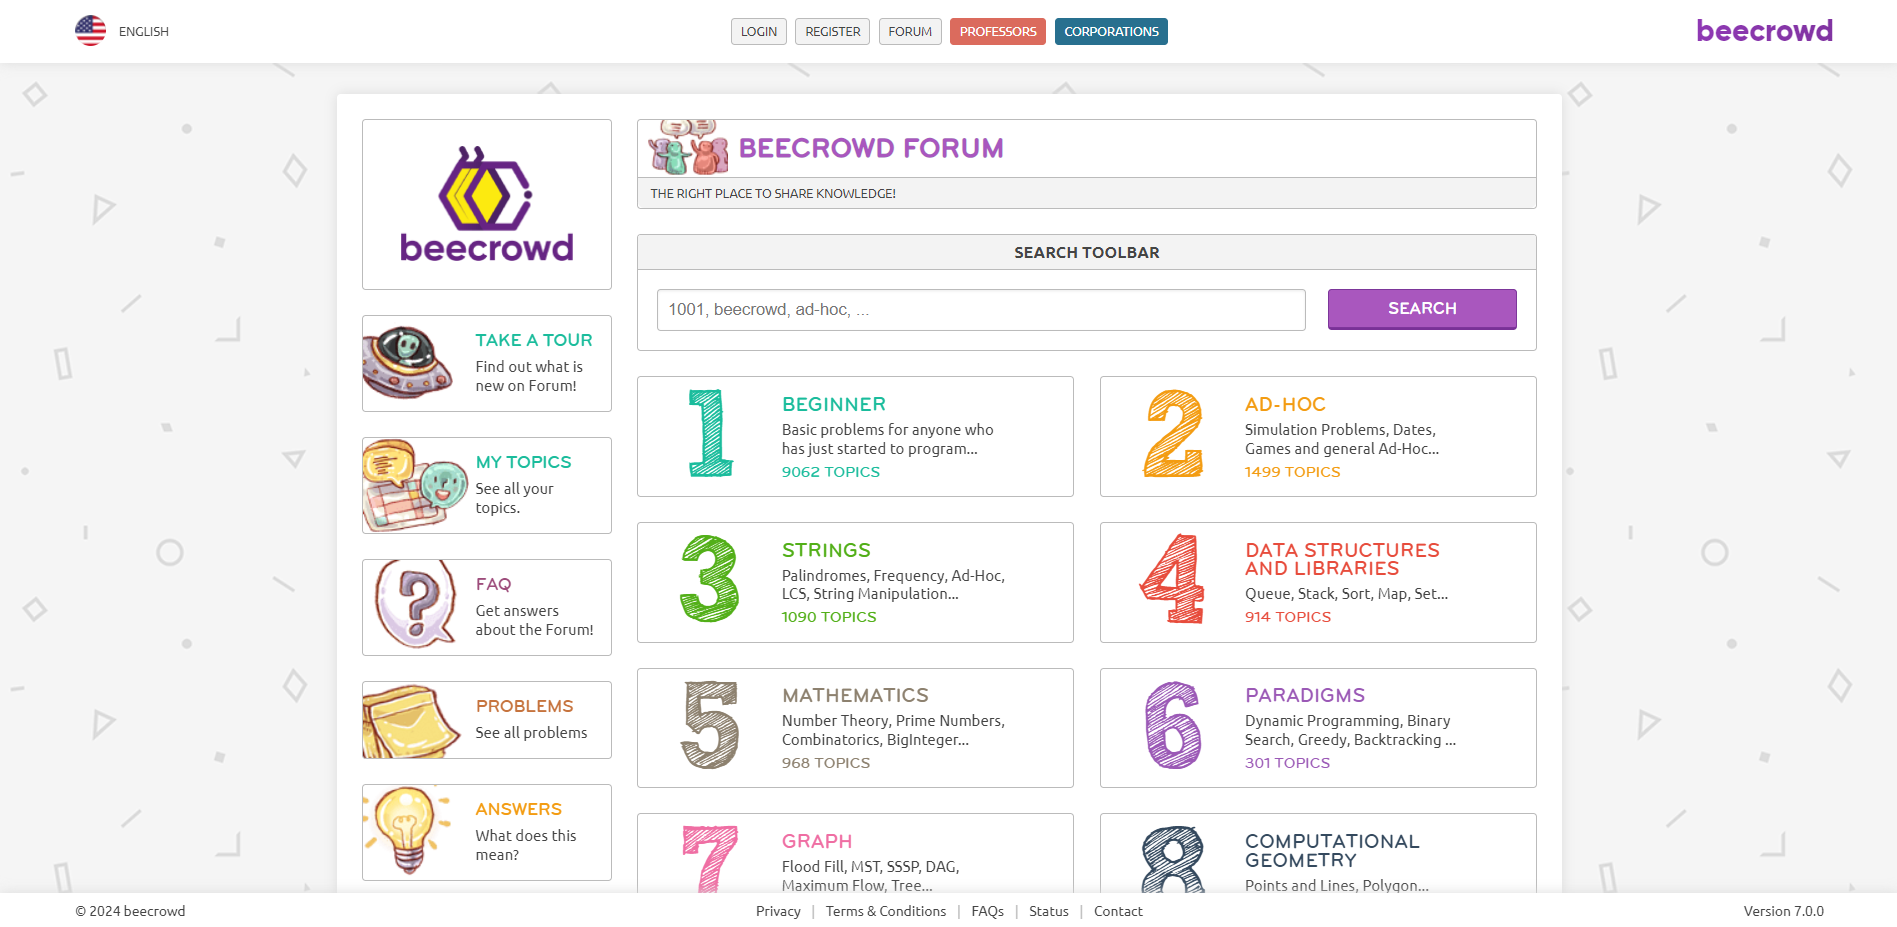 ENGLISH
LOGIN
REGISTER
FORUM
PROFESSORS
CORPORATIONS
beecrowd
beecrowd
TAKE A TOUR
Find out what is
new on Forum!
MY TOPICS
See all your
topics.
FAQ
Get answers
about the Forum!
PROBLEMS
See all problems
ANSWERS
What does this
mean?
BEECROWD FORUM
THE RIGHT PLACE TO SHARE KNOWLEDGE!
SEARCH TOOLBAR
1001, beecrowd, ad-hoc, ...
SEARCH
1
BEGINNER
Basic problems for anyone who
has just started to program...
9062 TOPICS
2
AD-HOC
Simulation Problems, Dates,
Games and general Ad-Hoc...
1499 TOPICS
3
STRINGS
Palindromes, Frequency, Ad-Hoc,
LCS, String Manipulation...
1090 TOPICS
4
DATA STRUCTURES
AND LIBRARIES
Queue, Stack, Sort, Map, Set...
914 TOPICS
5
MATHEMATICS
Number Theory, Prime Numbers,
Combinatorics, BigInteger...
968 TOPICS
6
PARADIGMS
Dynamic Programming, Binary
Search, Greedy, Backtracking ...
301 TOPICS
7
GRAPH
Flood Fill, MST, SSSP, DAG,
Maximum Flow, Tree...
8
COMPUTATIONAL
GEOMETRY
Points and Lines, Polygon...
© 2024 beecrowd
Privacy | Terms & Conditions | FAQs | Status | Contact
Version 7.0.0